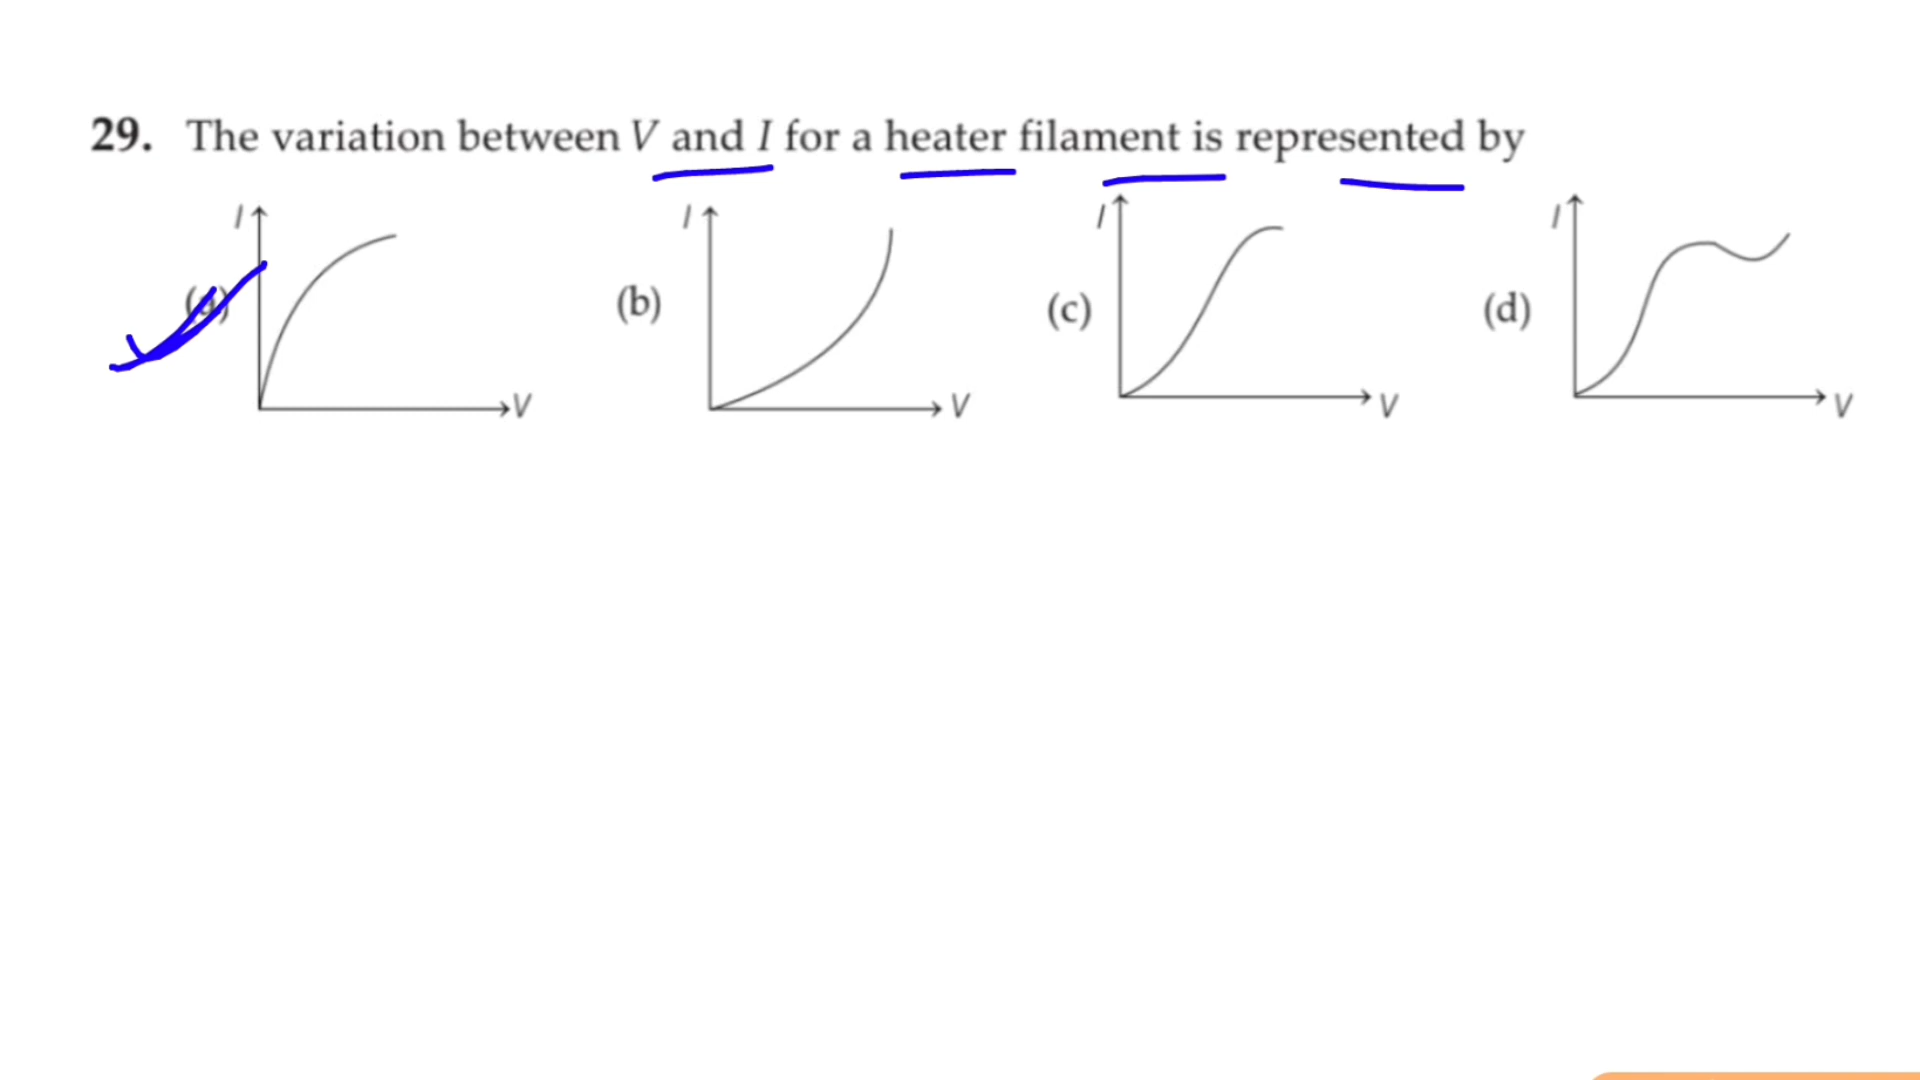 29. The variation between V and I for a heater filament is represented by
I I I I
(a) (b) (c) (d)
V V V V